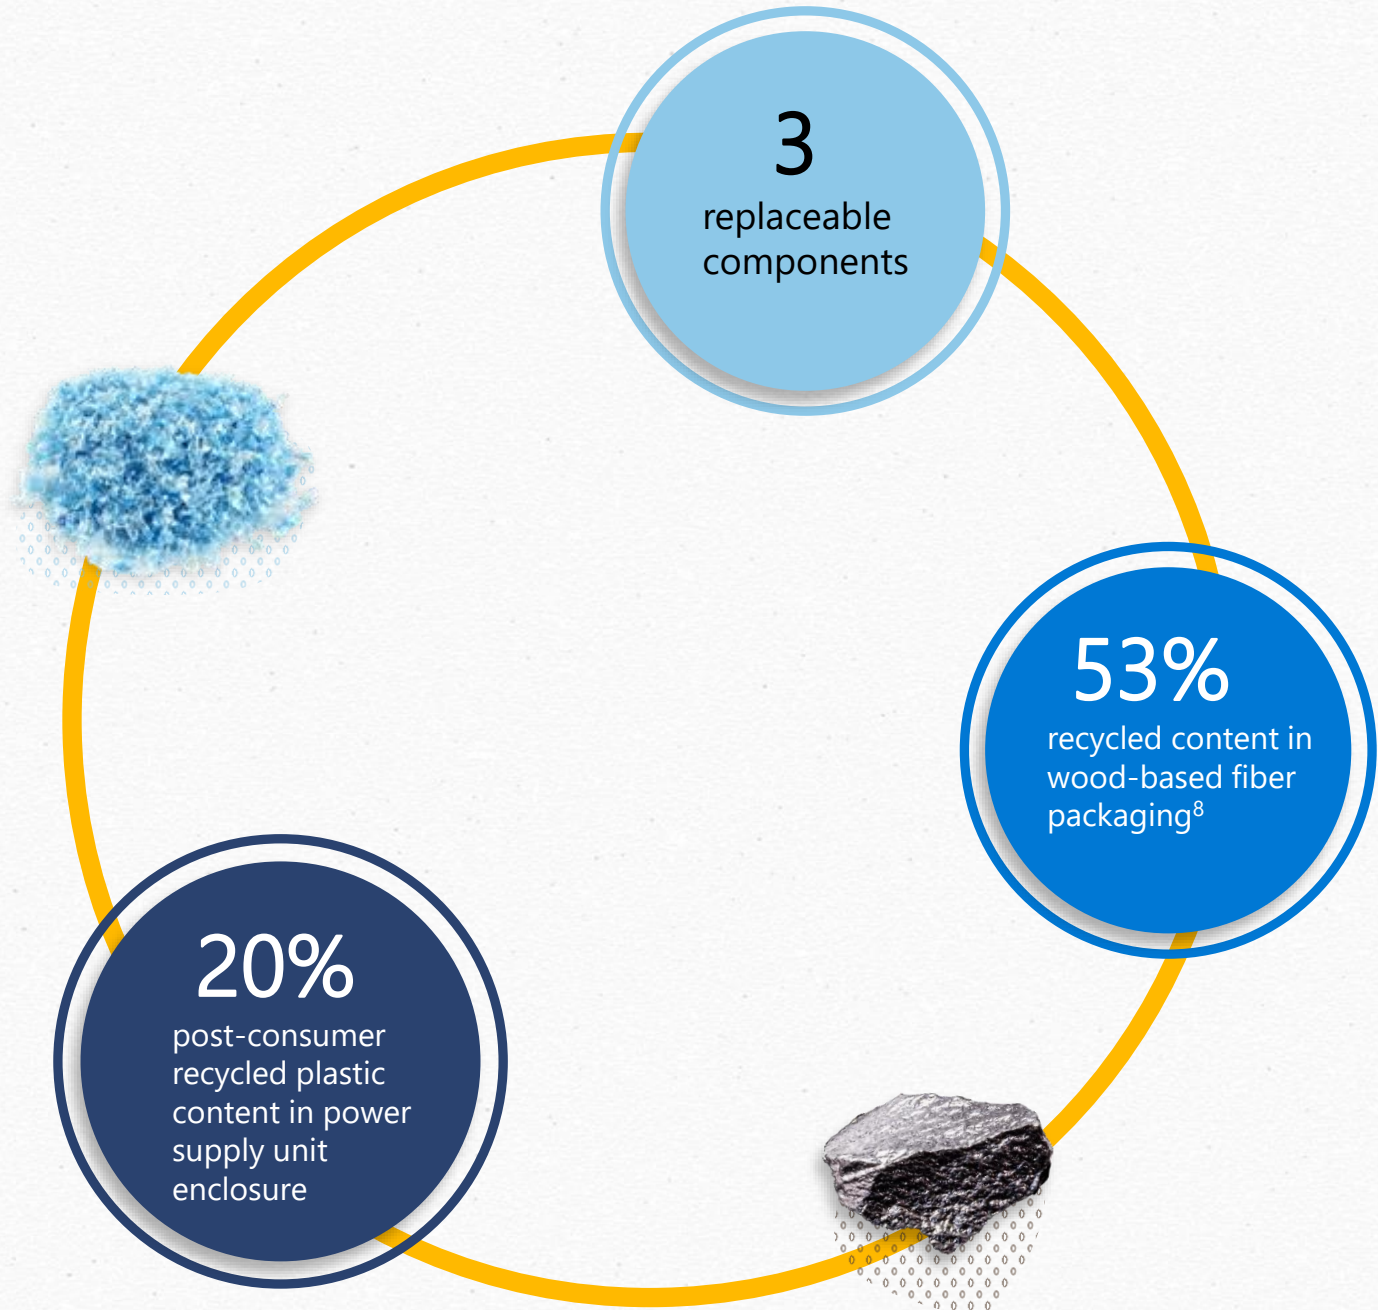 3
replaceable
components
53%
recycled content in
wood-based fiber
packaging⁸
20%
post-consumer
recycled plastic
content in power
supply unit
enclosure